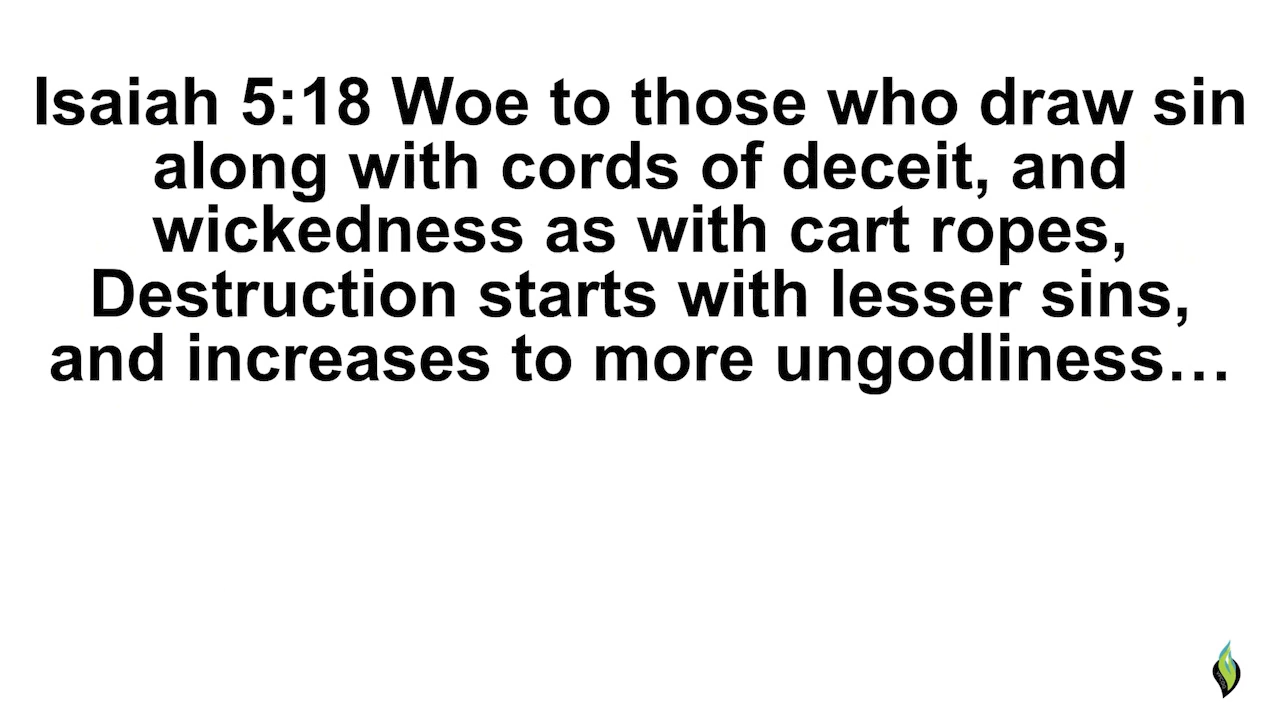 Isaiah 5:18 Woe to those who draw sin
along with cords of deceit, and
wickedness as with cart ropes,
Destruction starts with lesser sins,
and increases to more ungodliness…